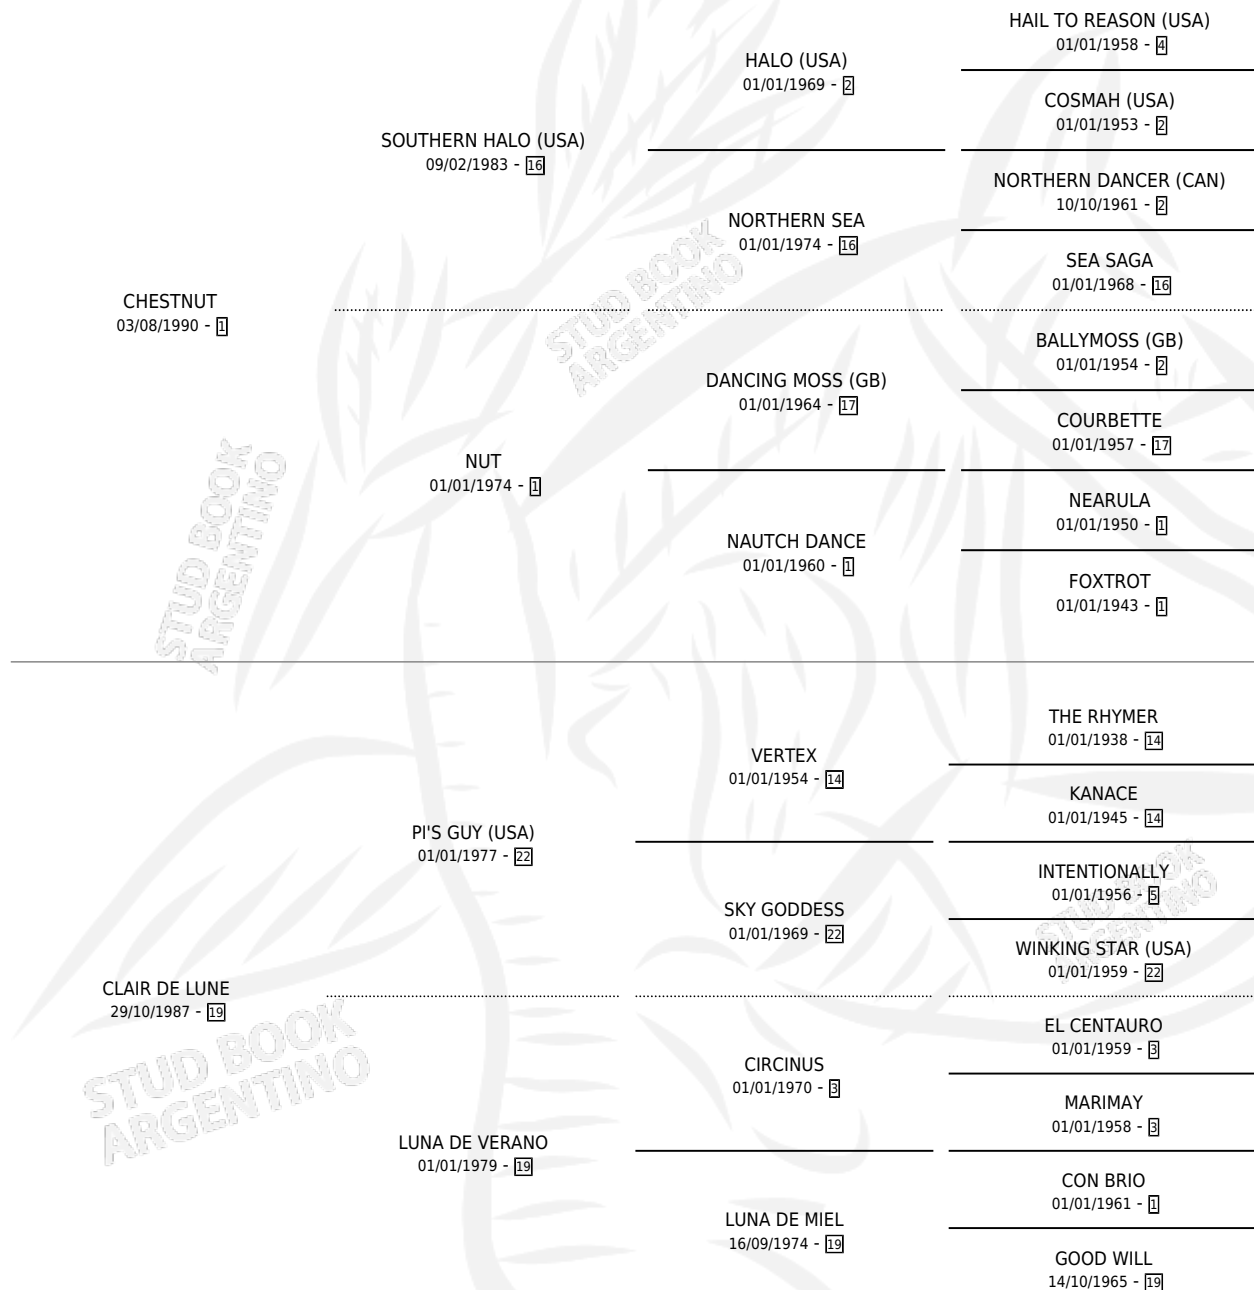 HAIL TO REASON (USA)
01/01/1958 - 4
HALO (USA)
01/01/1969 - 2
COSMAH (USA)
01/01/1953 - 2
SOUTHERN HALO (USA)
09/02/1983 - 16
NORTHERN DANCER (CAN)
10/10/1961 - 2
NORTHERN SEA
01/01/1974 - 16
SEA SAGA
01/01/1968 - 16
CHESTNUT
03/08/1990 - 1
BALLYMOSS (GB)
01/01/1954 - 2
DANCING MOSS (GB)
01/01/1964 - 17
COURBETTE
01/01/1957 - 17
NUT
01/01/1974 - 1
NEARULA
01/01/1950 - 1
NAUTCH DANCE
01/01/1960 - 1
FOXTROT
01/01/1943 - 1
THE RHYMER
01/01/1938 - 14
VERTEX
01/01/1954 - 14
KANACE
01/01/1945 - 14
PI'S GUY (USA)
01/01/1977 - 22
INTENTIONALLY
01/01/1956 - 5
SKY GODDESS
01/01/1969 - 22
WINKING STAR (USA)
01/01/1959 - 22
CLAIR DE LUNE
29/10/1987 - 19
EL CENTAURO
01/01/1959 - 3
CIRCINUS
01/01/1970 - 3
MARIMAY
01/01/1958 - 3
LUNA DE VERANO
01/01/1979 - 19
CON BRIO
01/01/1961 - 1
LUNA DE MIEL
16/09/1974 - 19
GOOD WILL
14/10/1965 - 19
STUD BOOK
ARGENTINO
STUD BOOK
ARGENTINO
STUD BOOK
ARGENTINO
STUD BOOK
ARGENTINO